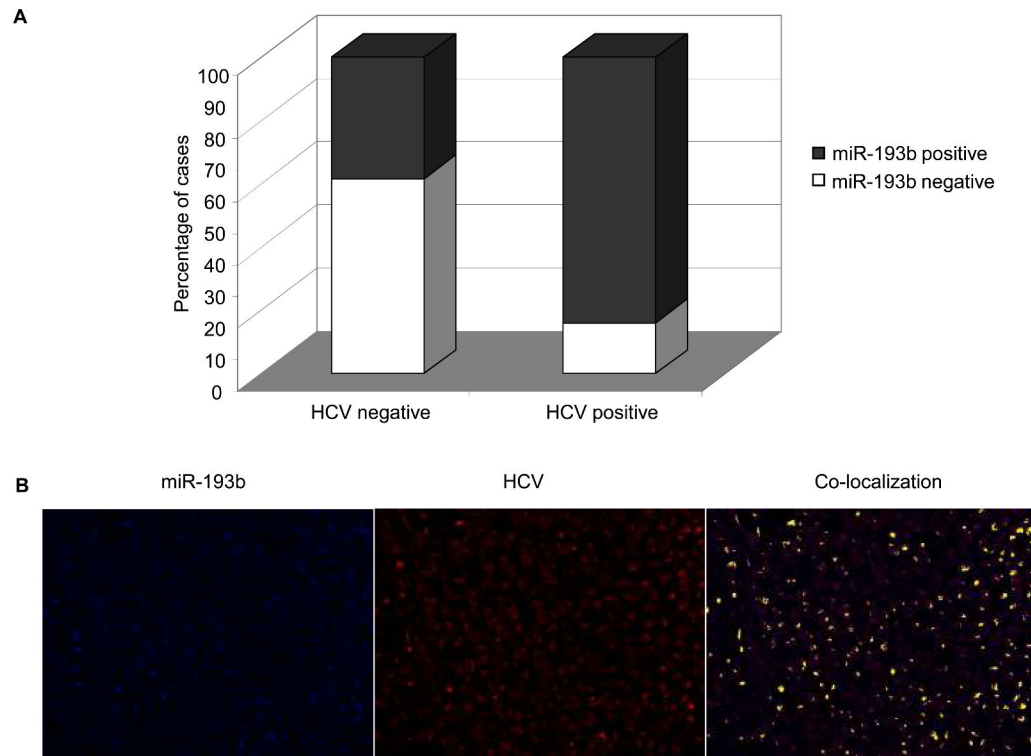 A
Percentage of cases
100
90
80
70
60
50
40
30
20
10
0
HCV negative
HCV positive
miR-193b positive
miR-193b negative
B
miR-193b
HCV
Co-localization